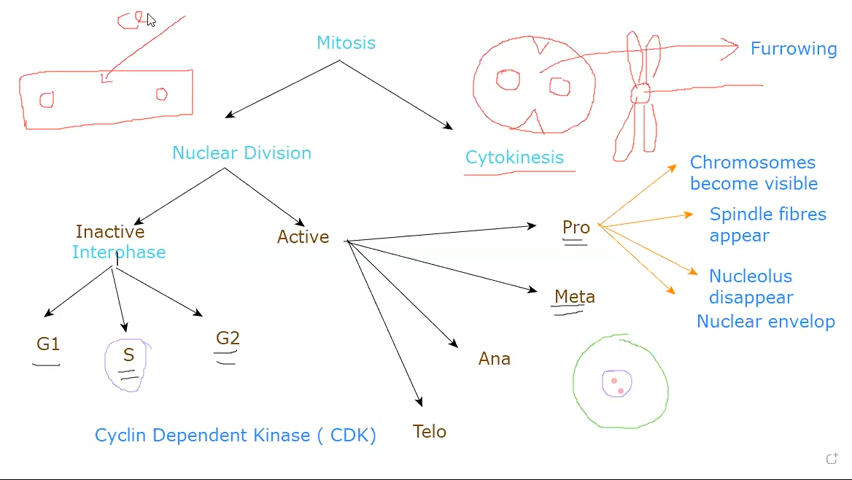 Mitosis
Furrowing
Nuclear Division
Cytokinesis
Chromosomes
become visible
Spindle fibres
appear
Inactive
Interphase
Active
Pro
Nucleolus
disappear
Nuclear envelop
Meta
G1
S
G2
Ana
Telo
Cyclin Dependent Kinase ( CDK)